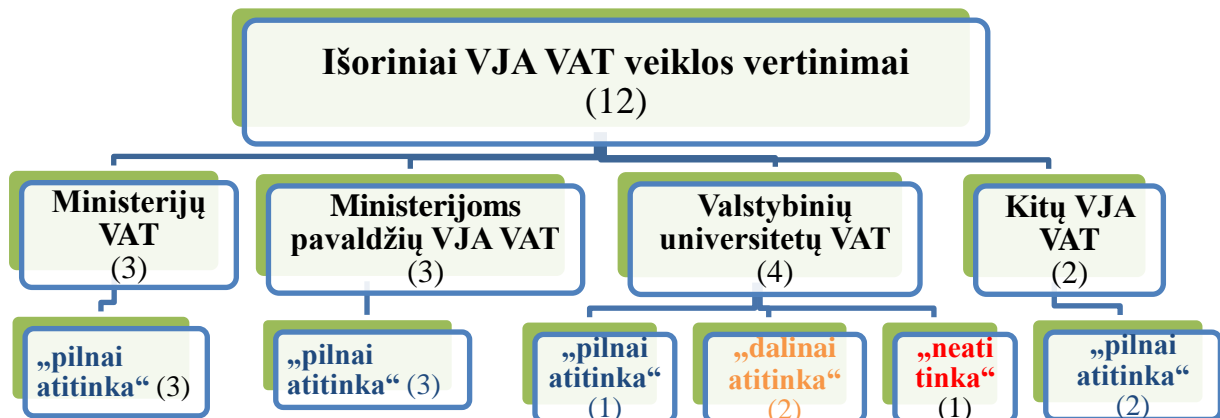 Išoriniai VJA VAT veiklos vertinimai
(12)
Ministerijų
VAT
(3)
Ministerijoms
pavaldžių VJA VAT
(3)
Valstybinių
universitetų VAT
(4)
Kitų VJA
VAT
(2)
„pilnai
atitinka“ (3)
„pilnai
atitinka“ (3)
„pilnai
atitinka“
(1)
„dalinai
atitinka“
(2)
„neati
tinka“
(1)
„pilnai
atitinka“
(2)